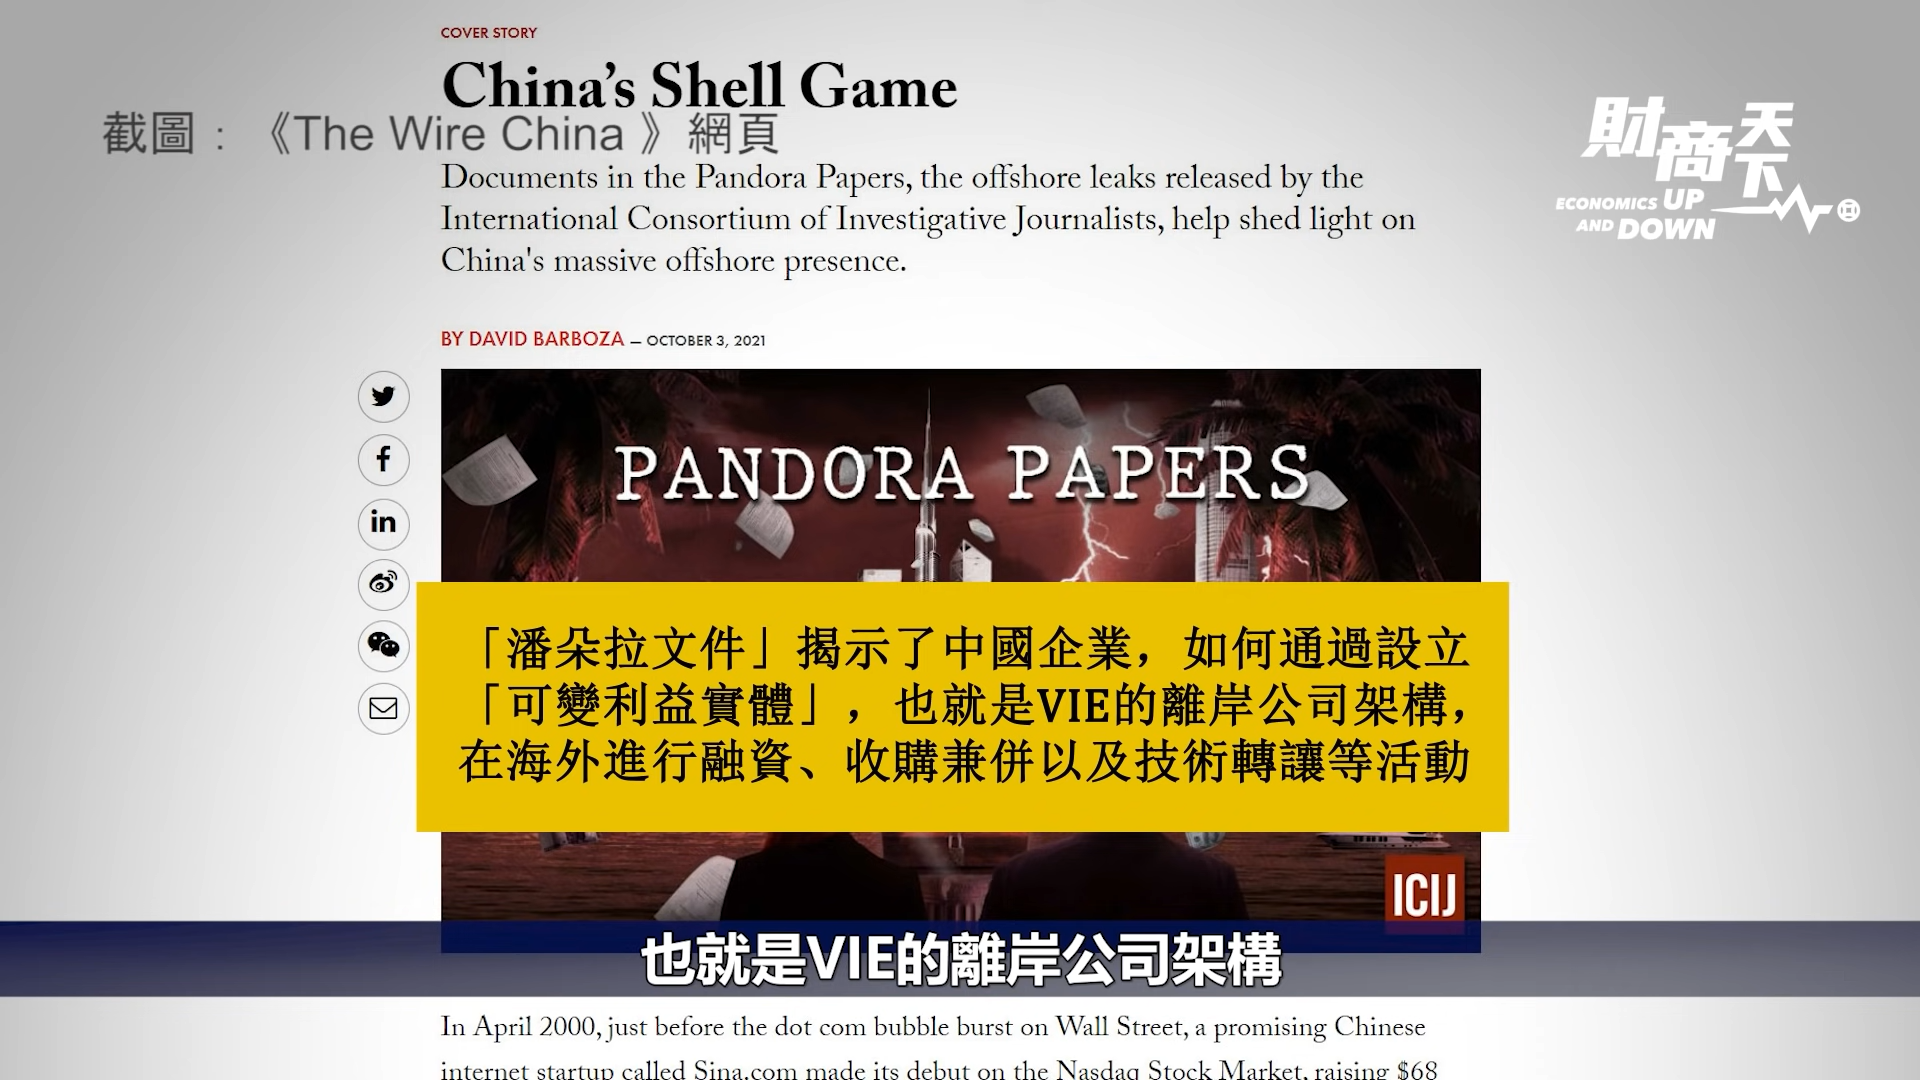 COVER STORY
China’s Shell Game
截圖：《The Wire China 》網頁
財商天下
ECONOMICS UP
AND DOWN
Documents in the Pandora Papers, the offshore leaks released by the
International Consortium of Investigative Journalists, help shed light on
China's massive offshore presence.
BY DAVID BARBOZA — OCTOBER 3, 2021
PANDORA PAPERS
「潘朵拉文件」揭示了中國企業，如何通過設立
「可變利益實體」，也就是VIE的離岸公司架構，
在海外進行融資、收購兼併以及技術轉讓等活動
ICIJ
也就是VIE的離岸公司架構
In April 2000, just before the dot com bubble burst on Wall Street, a promising Chinese
internet startup called Sina.com made its debut on the Nasdaq Stock Market, raising $68